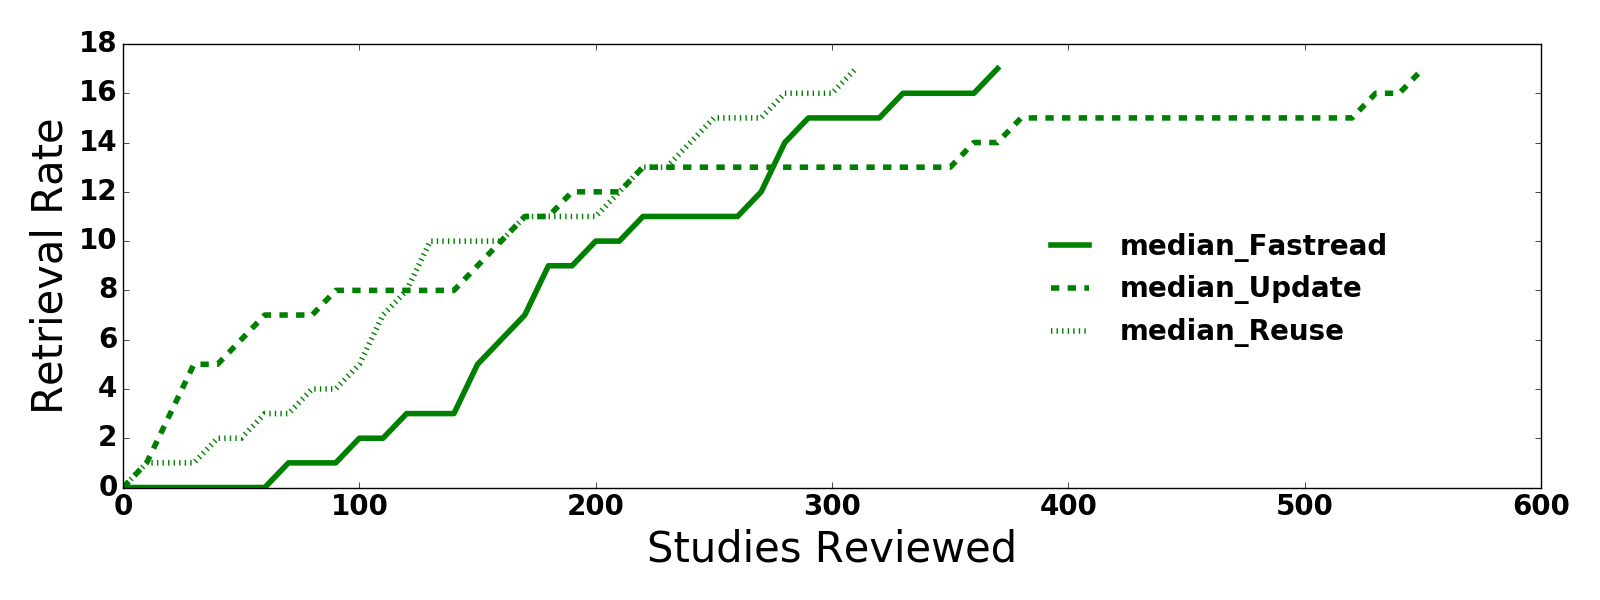 18
16
14
12
10
8
6
4
2
0
Retrieval Rate
0 100 200 300 400 500 600
Studies Reviewed
median_Fastread
median_Update
median_Reuse